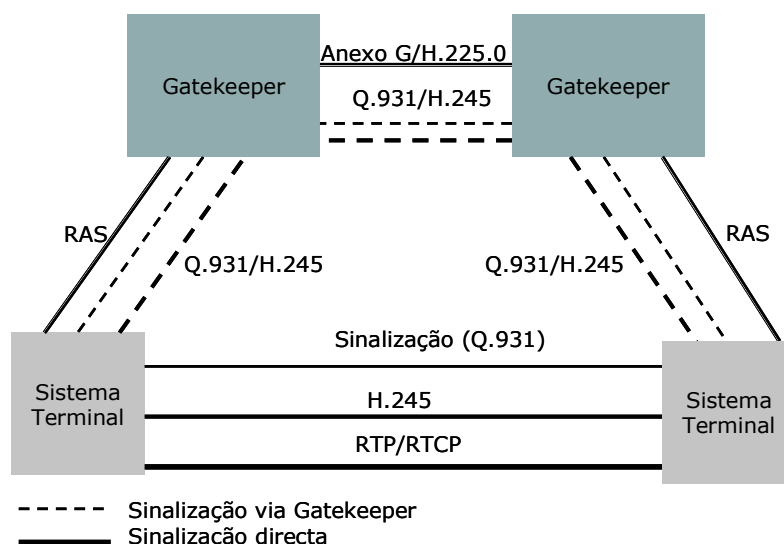 Anexo G/H.225.0
Gatekeeper
Gatekeeper
Q.931/H.245
RAS
RAS
Q.931/H.245
Q.931/H.245
Sinalização (Q.931)
Sistema
Terminal
H.245
Sistema
Terminal
RTP/RTCP
Sinalização via Gatekeeper
Sinalização directa